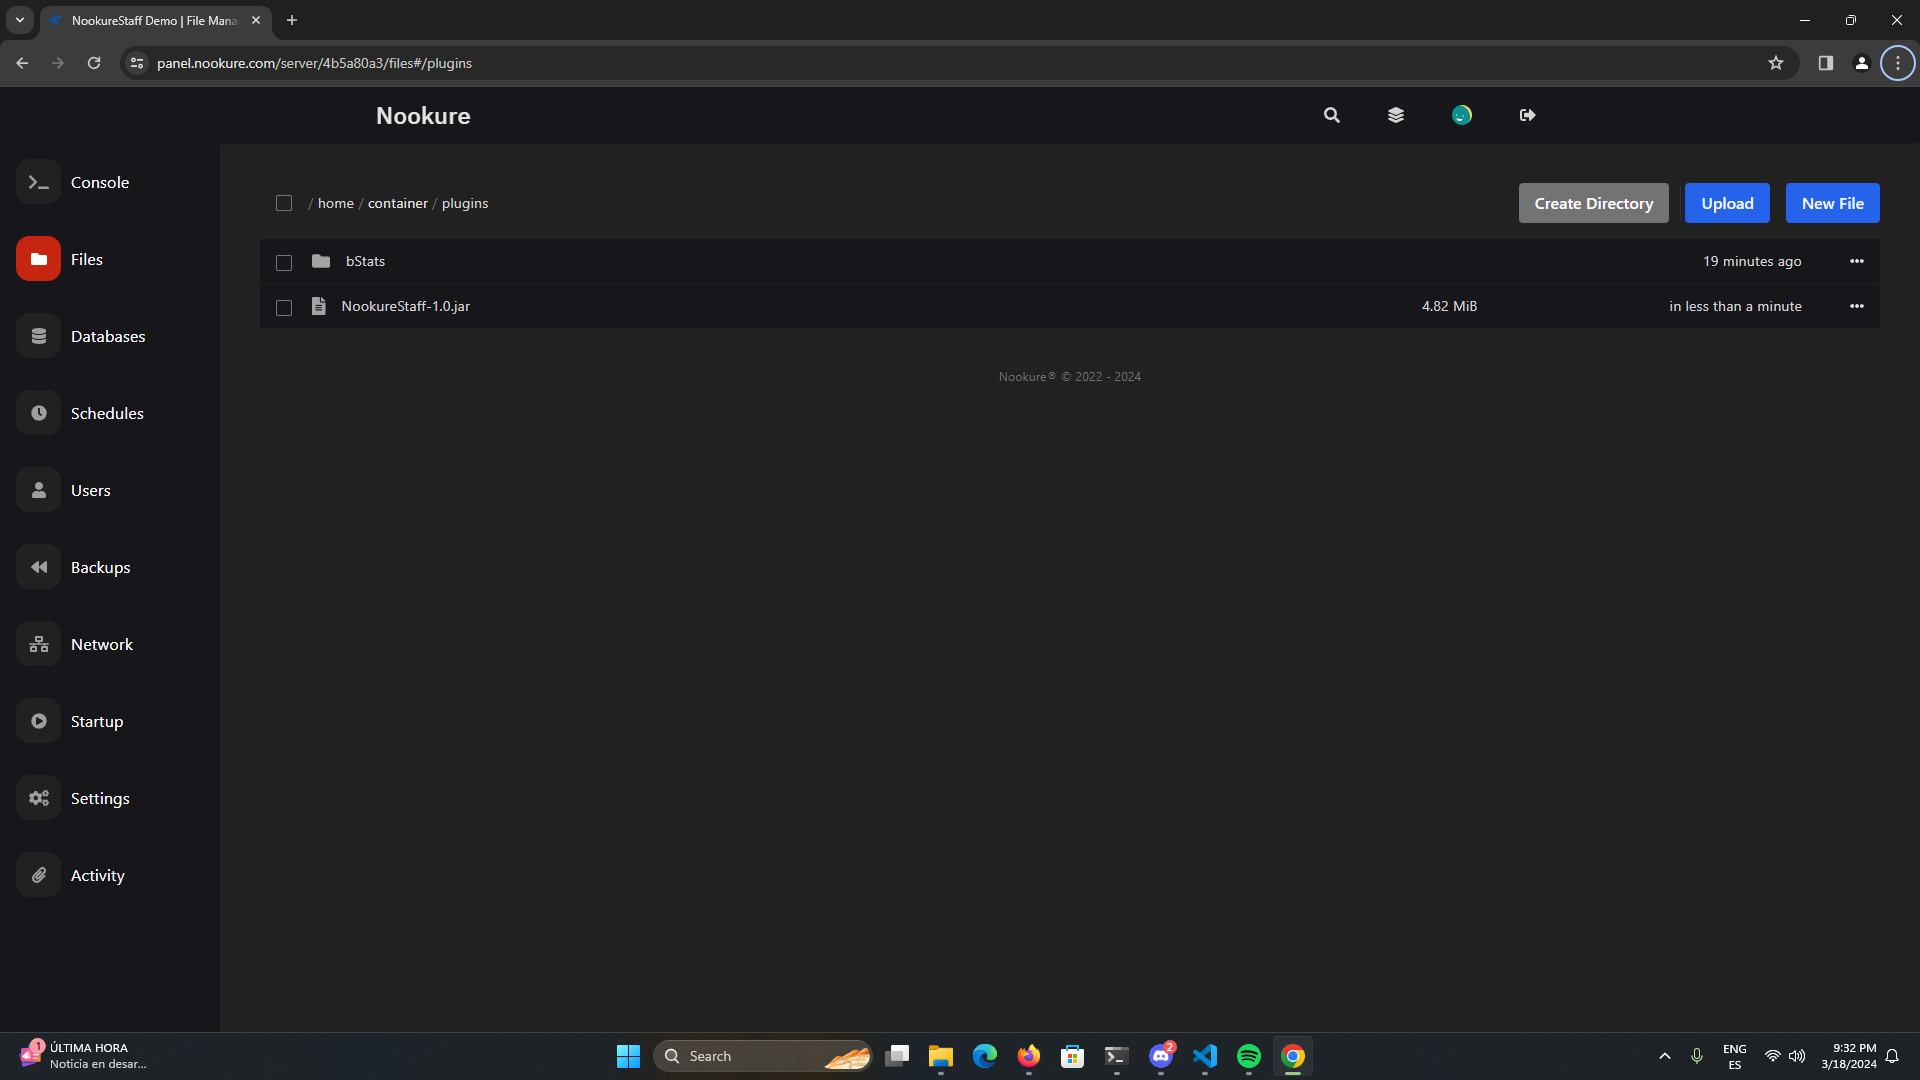 NookureStaff Demo | File Mana
panel.nookure.com/server/4b5a80a3/files#/plugins
Nookure
Console
Files
Databases
Schedules
Users
Backups
Network
Startup
Settings
Activity
/ home / container / plugins
Create Directory
Upload
New File
bStats
19 minutes ago
NookureStaff-1.0.jar
4.82 MiB
in less than a minute
Nookure® © 2022 - 2024
1
ÚLTIMA HORA
Noticia en desar...
Search
2
ENG
ES
9:32 PM
3/18/2024